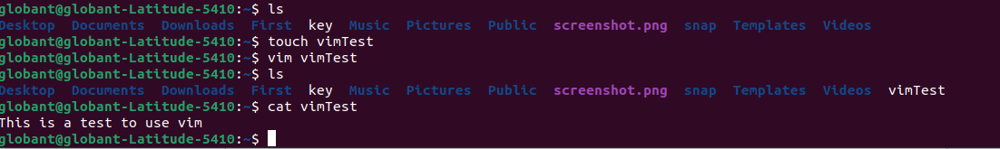 globant@globant-Latitude-5410:~$ ls
Desktop  Documents  Downloads  First  key  Music  Pictures  Public  screenshot.png  snap  Templates  Videos
globant@globant-Latitude-5410:~$ touch vimTest
globant@globant-Latitude-5410:~$ vim vimTest
globant@globant-Latitude-5410:~$ ls
Desktop  Documents  Downloads  First  key  Music  Pictures  Public  screenshot.png  snap  Templates  Videos  vimTest
globant@globant-Latitude-5410:~$ cat vimTest
This is a test to use vim
globant@globant-Latitude-5410:~$